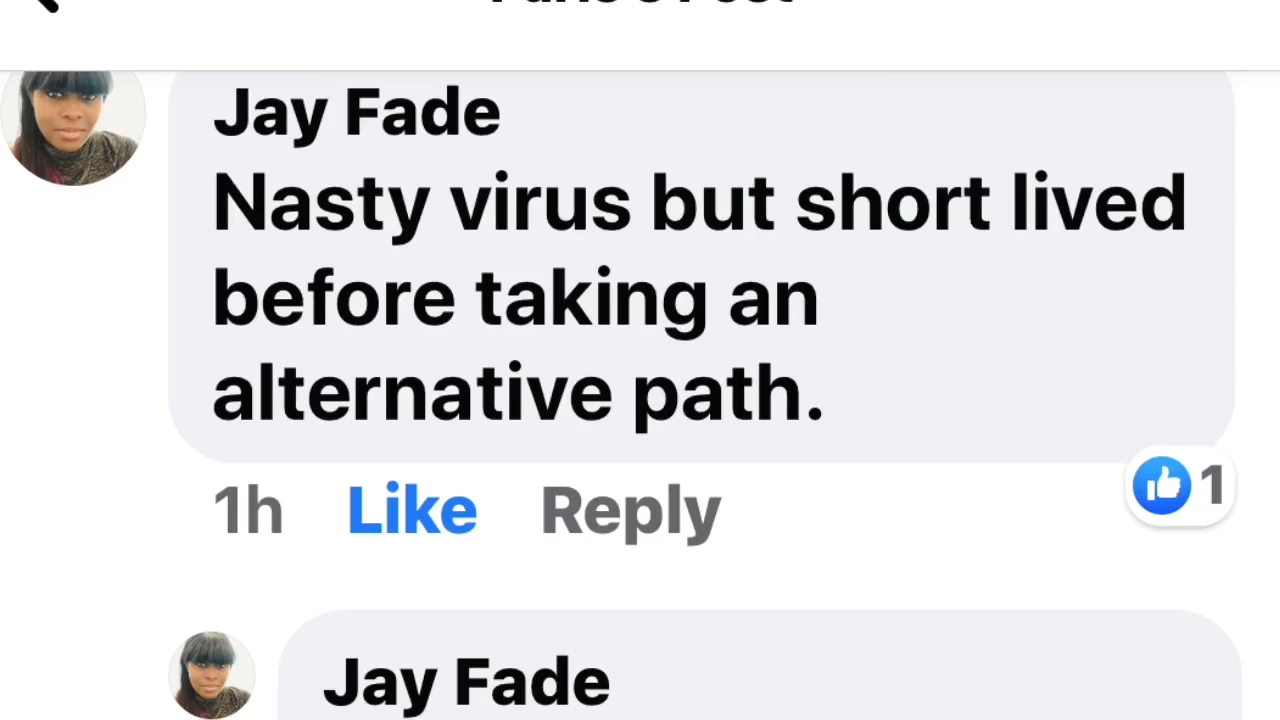 Jay Fade
Nasty virus but short lived
before taking an
alternative path.
1h Like Reply
1
Jay Fade